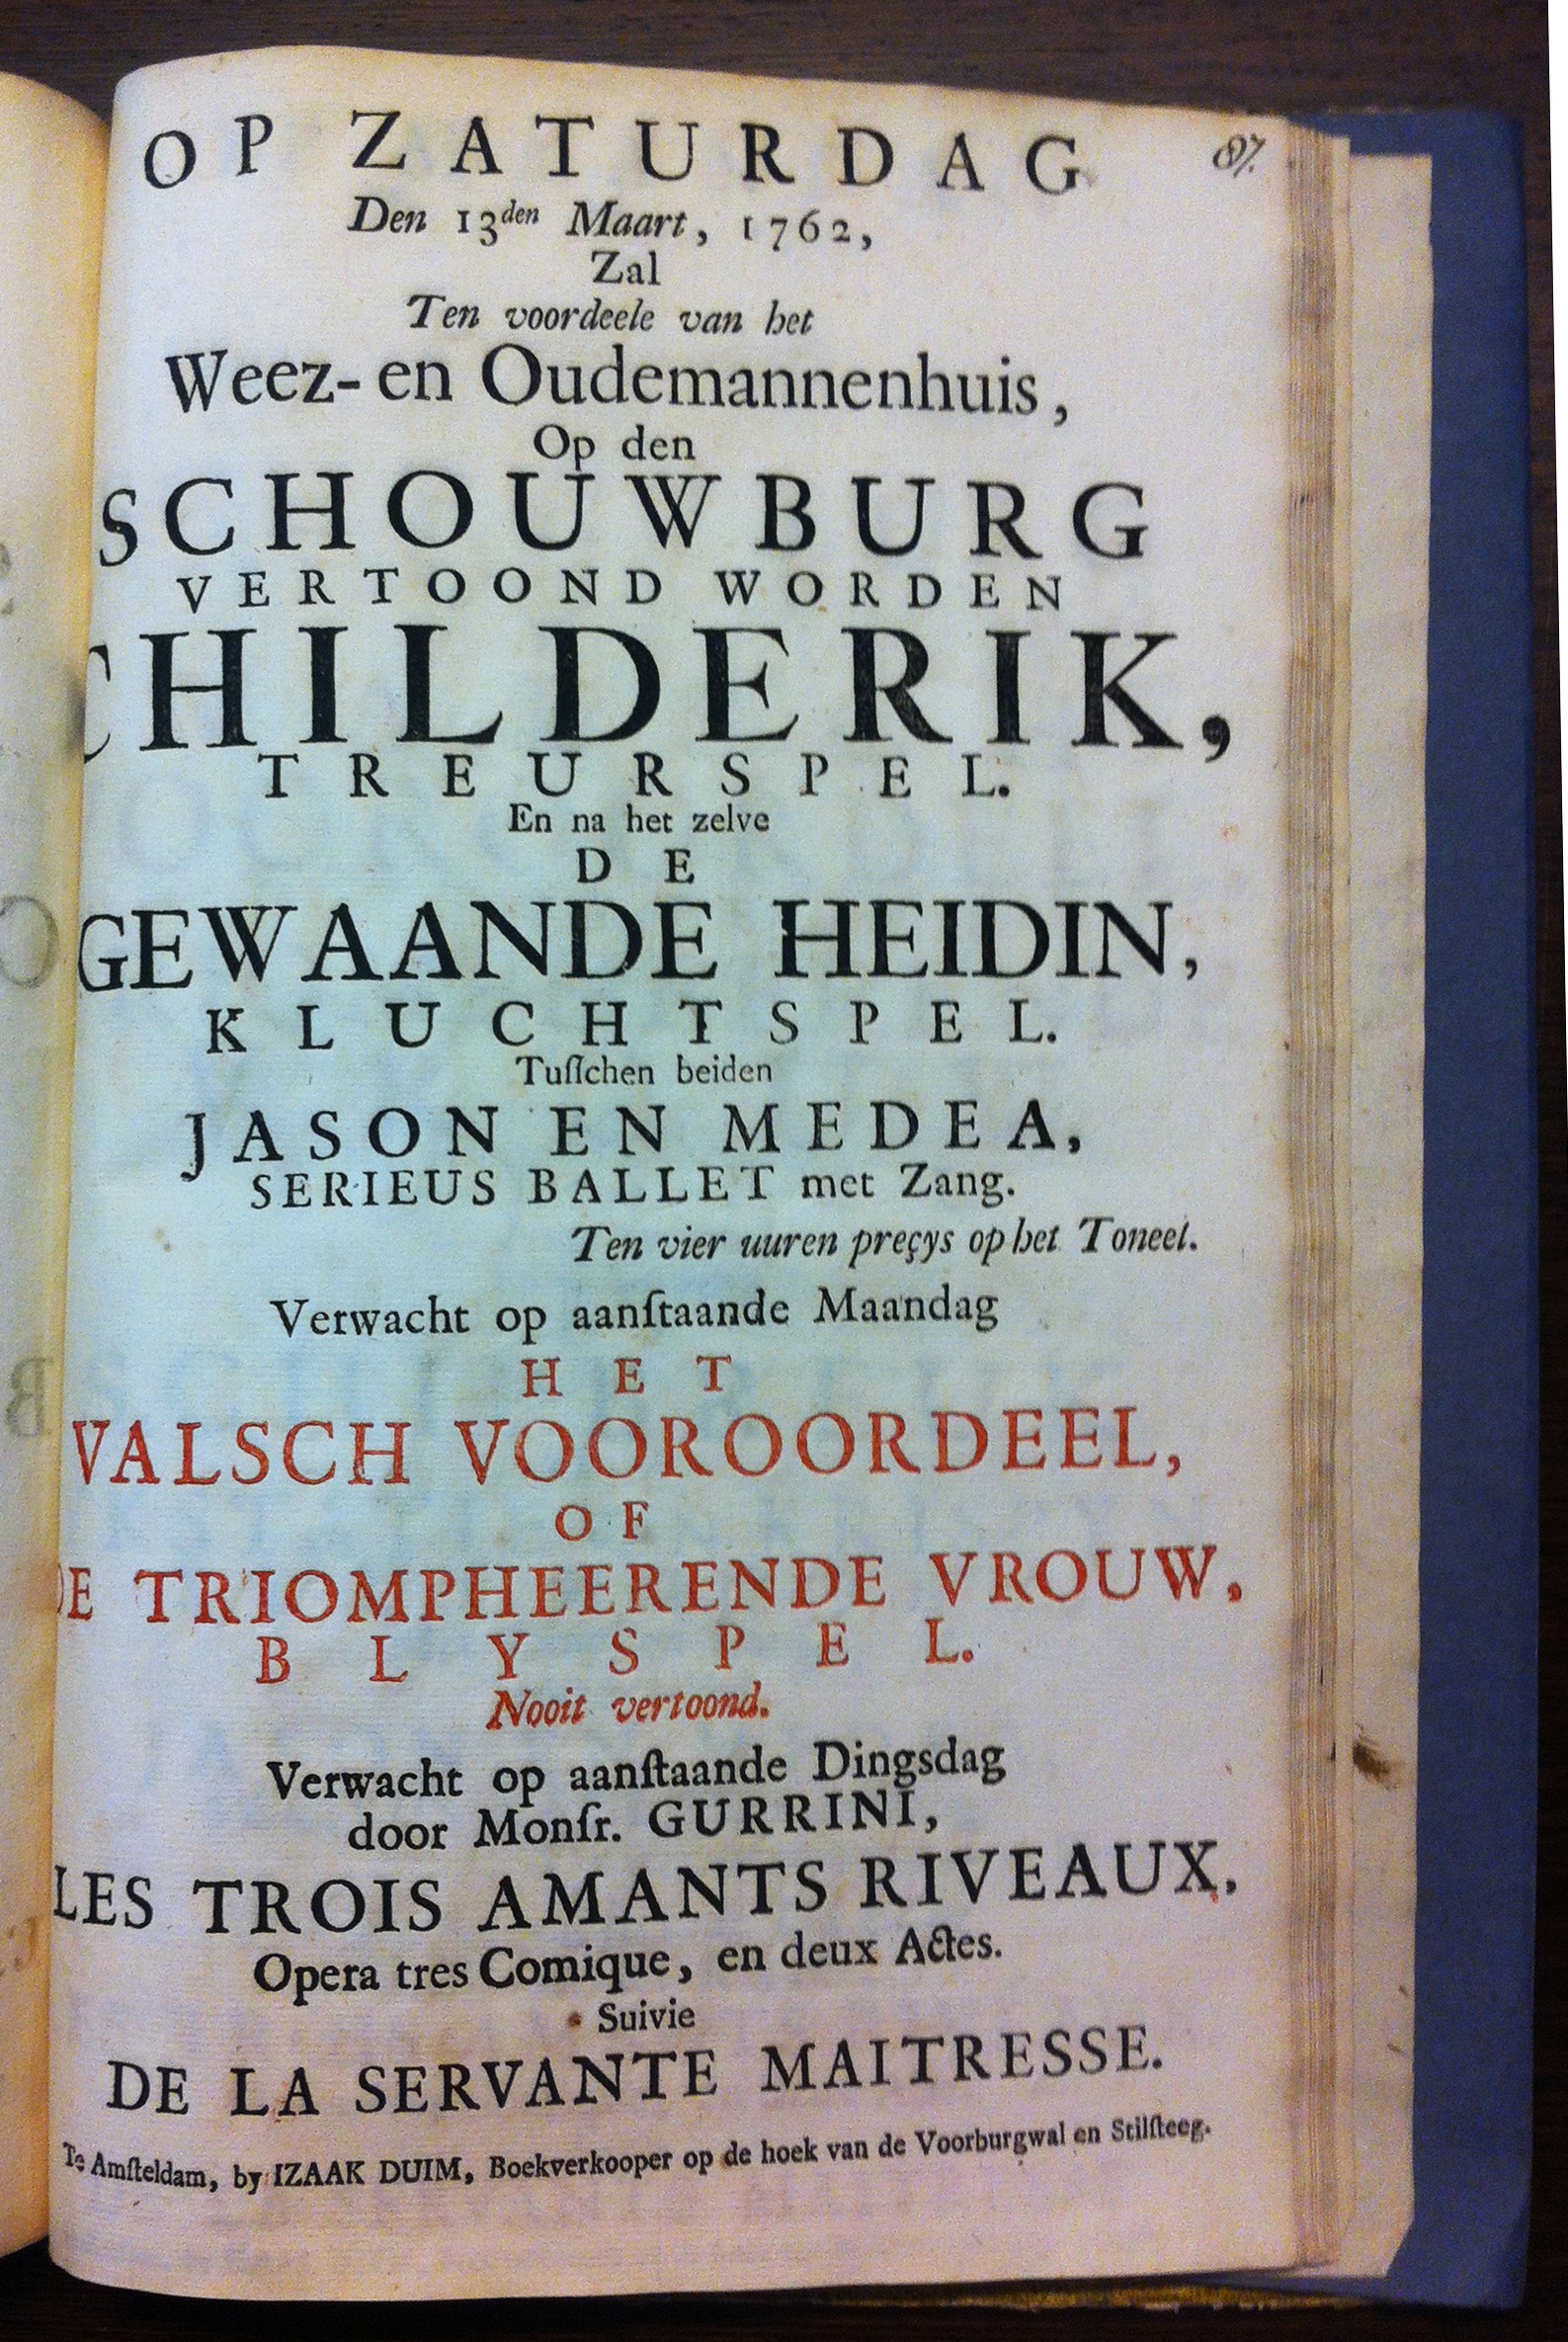 87.
OP ZATURDAG
Den 13den Maart, 1762,
Zal
Ten voordeele van het
Weez- en Oudemannenhuis,
Op den
SCHOUWBURG
VERTOOND WORDEN
CHILDERIK,
TREURSPEL.
En na het zelve
DE
GEWAANDE HEIDIN,
KLUCHTSPEL.
Tuſſchen beiden
JASON EN MEDEA,
SERIEUS BALLET met Zang.
Ten vier uuren preçys op het Toneel.
Verwacht op aanſtaande Maandag
HET
VALSCH VOOROORDEEL,
OF
DE TRIOMPHEERENDE VROUW,
BLYSPEL.
Nooit vertoond.
Verwacht op aanſtaande Dingsdag
door Monſr. GURRINI,
LES TROIS AMANTS RIVEAUX,
Opera tres Comique, en deux Actes.
Suivie
DE LA SERVANTE MAITRESSE.
Te Amſteldam, by IZAAK DUIM, Boekverkooper op de hoek van de Voorburgwal en Stilſteeg.